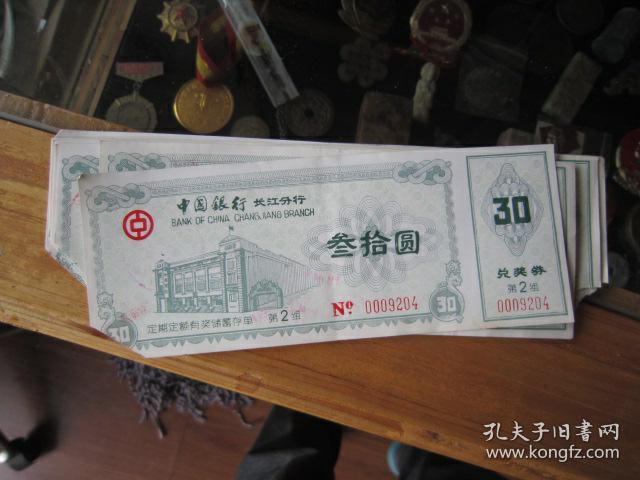 中国银行 长江分行
BANK OF CHINA CHANGJIANG BRANCH
叁拾圆
定期定额有奖储蓄存单 第2组
Nº 0009204
30
30
30
兑奖券
第2组
0009204
孔夫子旧书网
www.kongfz.com